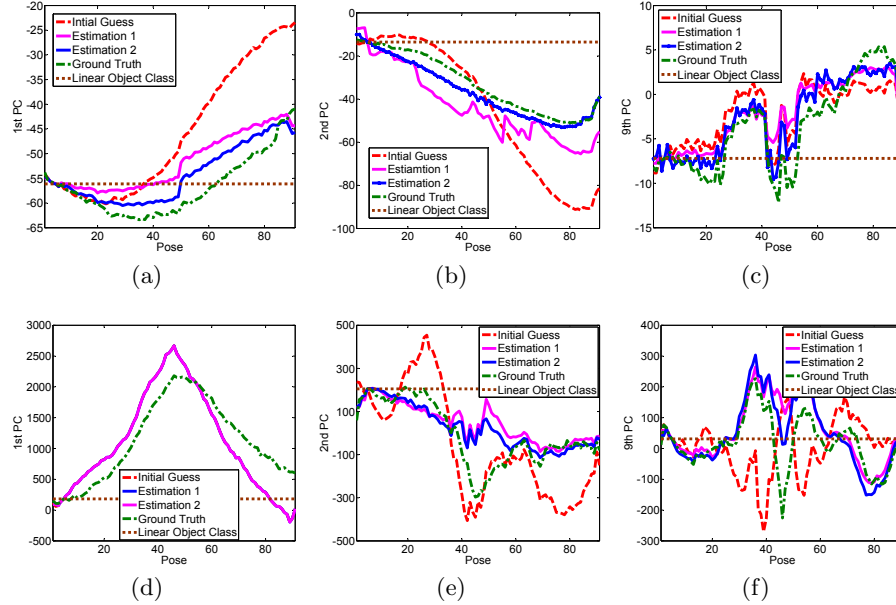 -20
-25
-30
-35
-40
-45
-50
-55
-60
-65
1st PC
20 40 60 80
Pose
Initial Guess
Estimation 1
Estimation 2
Ground Truth
Linear Object Class
(a)
20
0
-20
-40
-60
-80
-100
2nd PC
20 40 60 80
Pose
Intial Guess
Estiamtion 1
Estimation 2
Ground Truth
Linear Object Class
(b)
10
5
0
-5
-10
-15
9th PC
20 40 60 80
Pose
Initial Guess
Estimation 1
Estimation 2
Ground Truth
Linear Object Class
(c)
3000
2500
2000
1500
1000
500
0
-500
1st PC
20 40 60 80
Pose
Initial Guess
Estimation 1
Estimation 2
Ground Truth
Linear Object Class
(d)
500
300
100
-100
-300
-500
2nd PC
20 40 60 80
Pose
Initial Guess
Estimation 1
Estimation 2
Ground Truth
Linear Object Class
(e)
400
300
200
100
0
-100
-200
-300
9th PC
20 40 60 80
Pose
Initial Guess
Estimation 1
Estimation 2
Ground Truth
Linear Object Class
(f)